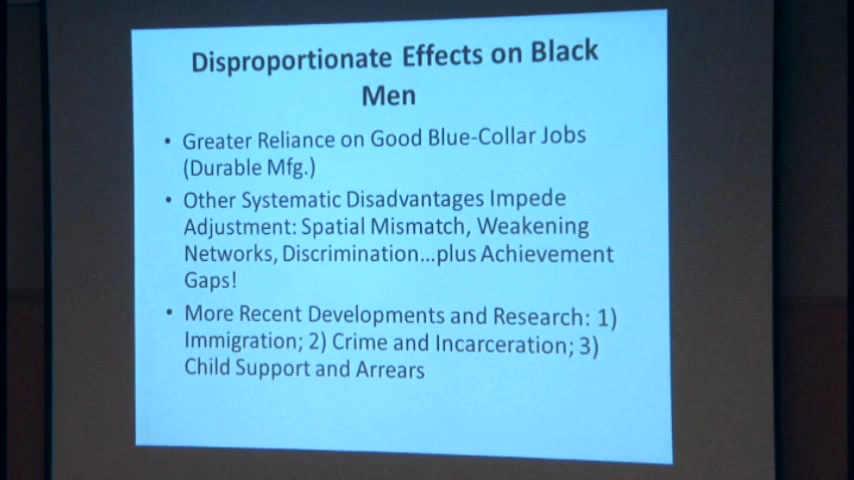 Disproportionate Effects on Black
Men
• Greater Reliance on Good Blue-Collar Jobs
(Durable Mfg.)
• Other Systematic Disadvantages Impede
Adjustment: Spatial Mismatch, Weakening
Networks, Discrimination...plus Achievement
Gaps!
• More Recent Developments and Research: 1)
Immigration; 2) Crime and Incarceration; 3)
Child Support and Arrears